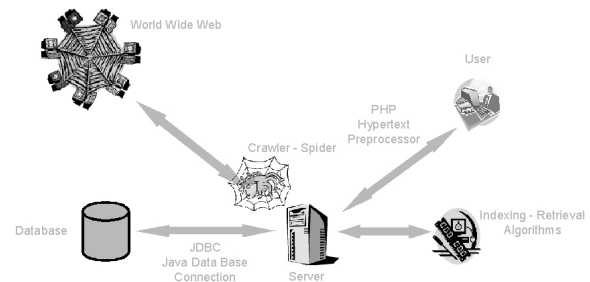 World Wide Web
User
PHP
Hypertext
Preprocessor
Crawler - Spider
Database
JDBC
Java Data Base
Connection
Server
Indexing - Retrieval
Algorithms